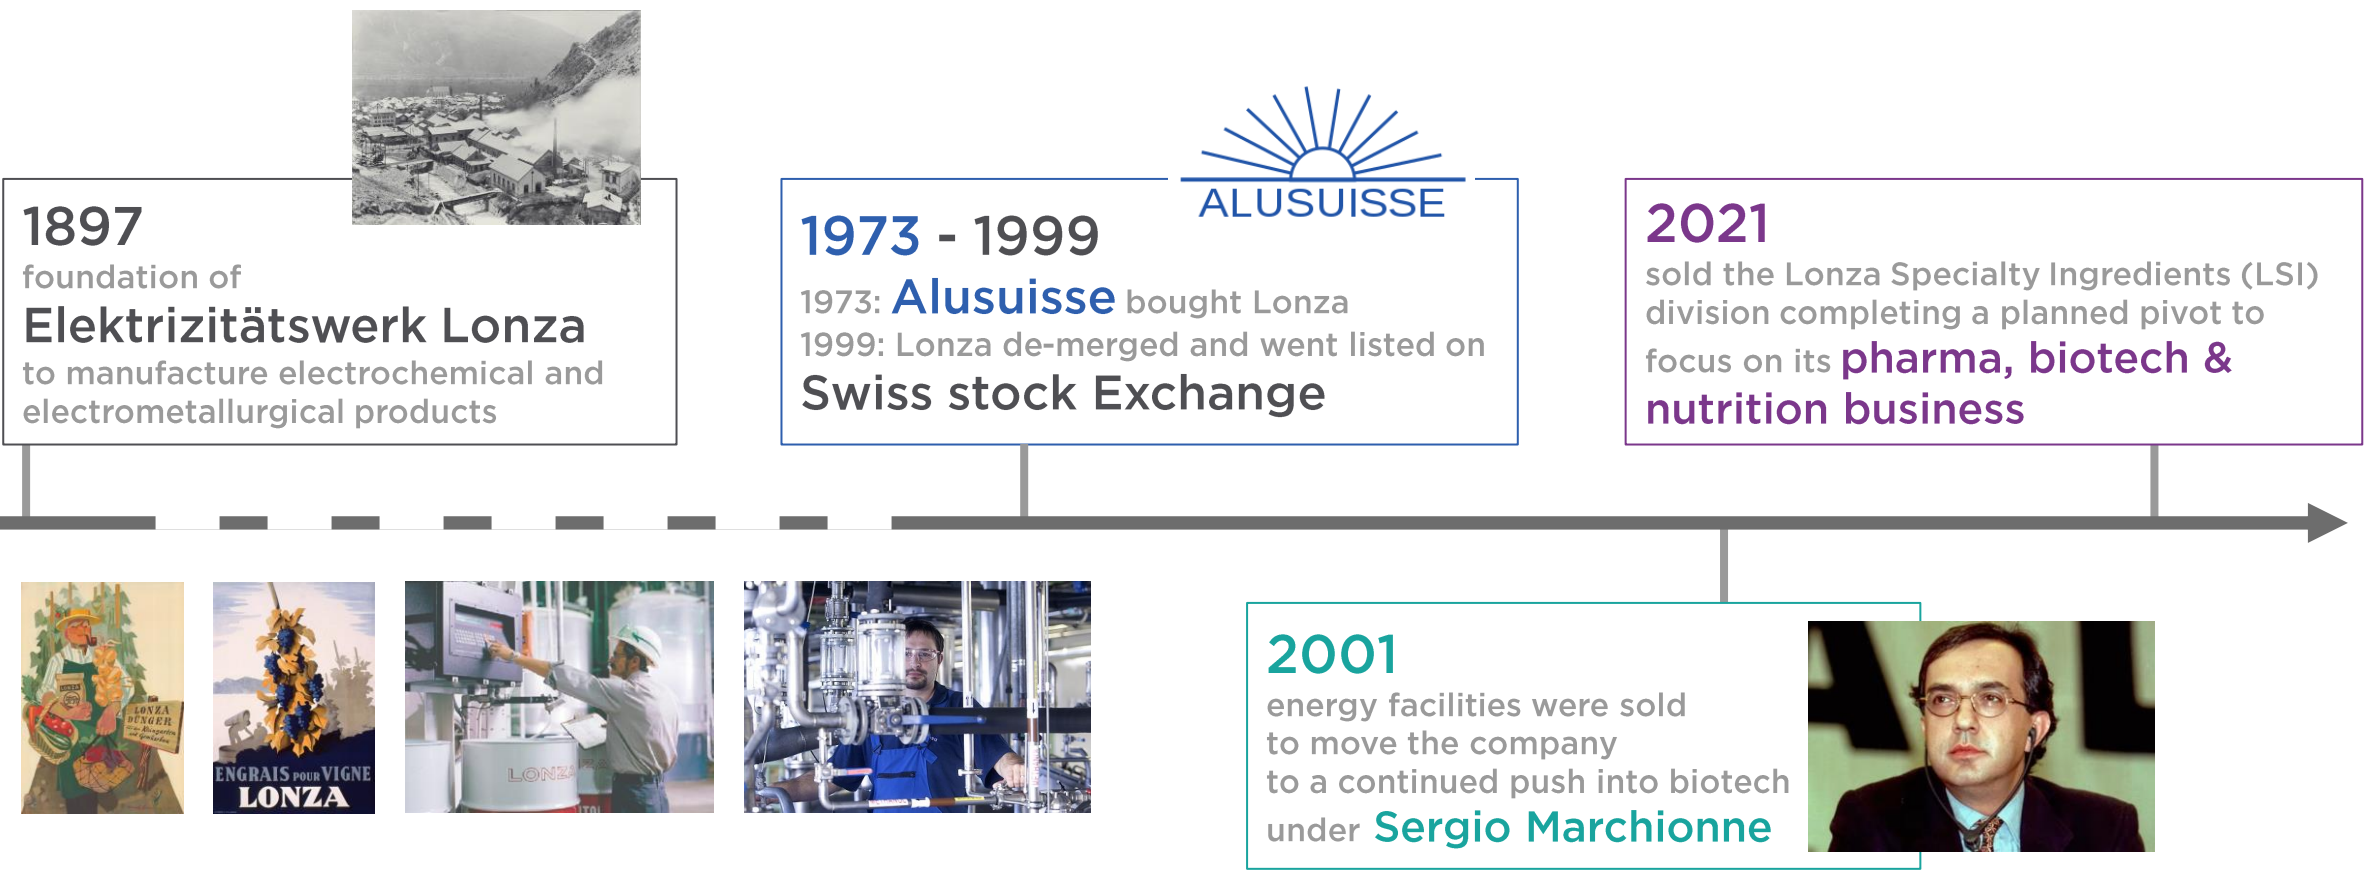 1897
foundation of
Elektrizitätswerk Lonza
to manufacture electrochemical and
electrometallurgical products
ALUSUISSE
1973 - 1999
1973: Alusuisse bought Lonza
1999: Lonza de-merged and went listed on
Swiss stock Exchange
2021
sold the Lonza Specialty Ingredients (LSI)
division completing a planned pivot to
focus on its pharma, biotech &
nutrition business
LONZA
LONZA
DÜNGER
ENGRAIS POUR VIGNE
LONZA
LONZA
2001
energy facilities were sold
to move the company
to a continued push into biotech
under Sergio Marchionne